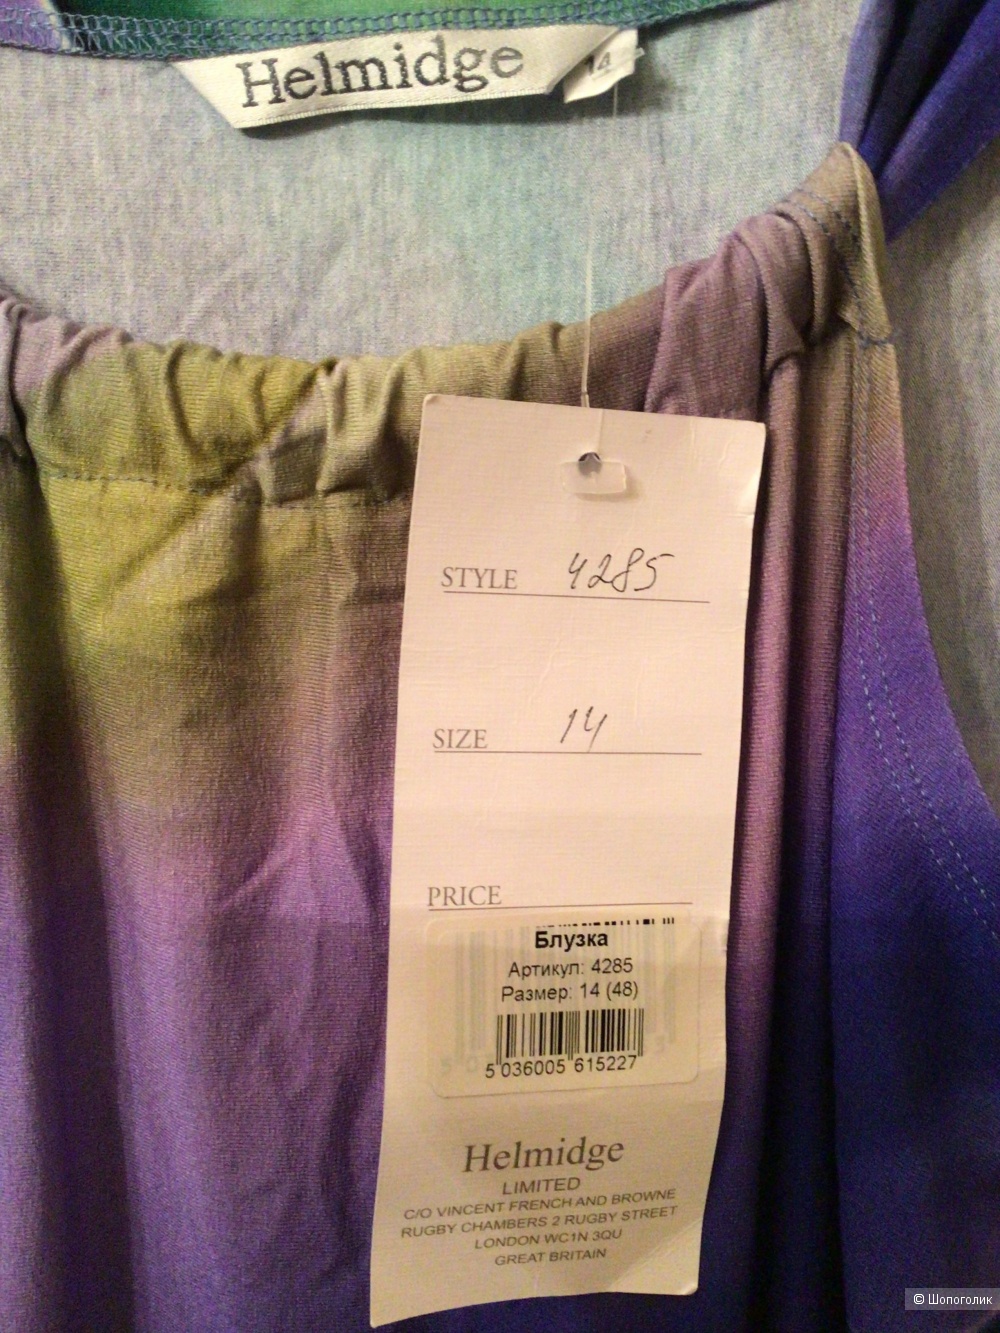 Helmidge
14
STYLE 4285
SIZE 14
PRICE
Блузка
Артикул: 4285
Размер: 14 (48)
5 036005 615227
Helmidge
LIMITED
C/O VINCENT FRENCH AND BROWNE
RUGBY CHAMBERS 2 RUGBY STREET
LONDON WC1N 3QU
GREAT BRITAIN
© Шопоголик